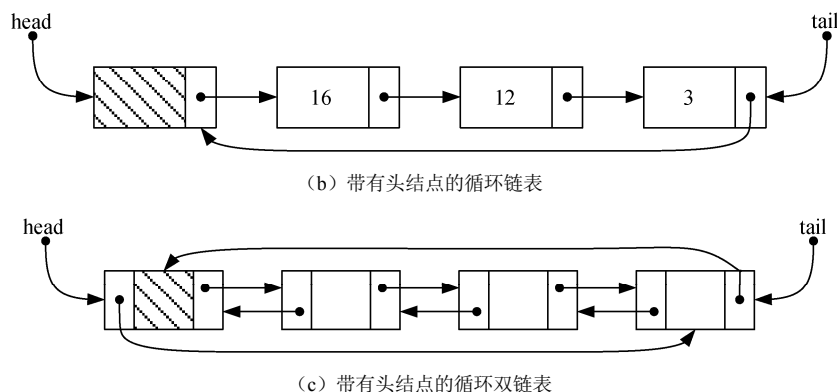 head tail
16 12 3
（b）带有头结点的循环链表
head tail
（c）带有头结点的循环双链表